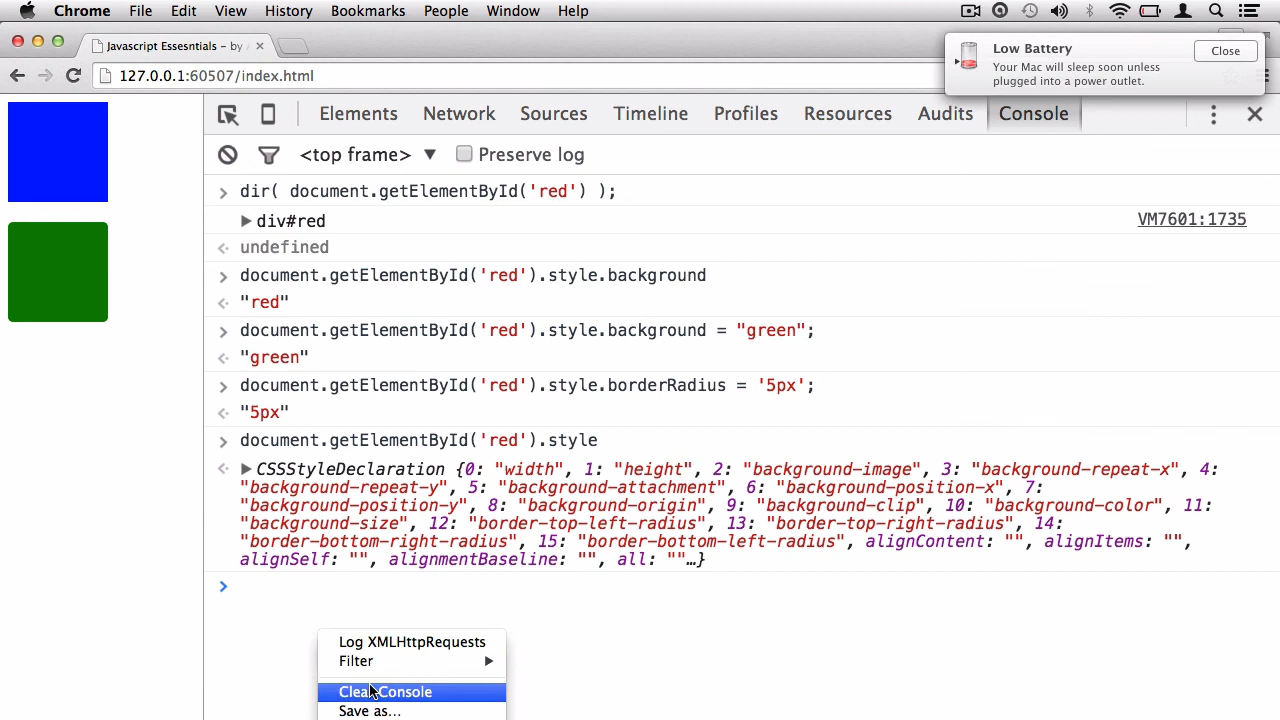 Chrome File Edit View History Bookmarks People Window Help
Javascript Essesntials – by
127.0.0.1:60507/index.html
Low Battery
Your Mac will sleep soon unless
plugged into a power outlet.
Close
Elements Network Sources Timeline Profiles Resources Audits Console
<top frame> Preserve log
dir( document.getElementById('red') );
div#red VM7601:1735
undefined
document.getElementById('red').style.background
"red"
document.getElementById('red').style.background = "green";
"green"
document.getElementById('red').style.borderRadius = '5px';
"5px"
document.getElementById('red').style
CSSStyleDeclaration {0: "width", 1: "height", 2: "background-image", 3: "background-repeat-x", 4:
"background-repeat-y", 5: "background-attachment", 6: "background-position-x", 7:
"background-position-y", 8: "background-origin", 9: "background-clip", 10: "background-color", 11:
"background-size", 12: "border-top-left-radius", 13: "border-top-right-radius", 14:
"border-bottom-right-radius", 15: "border-bottom-left-radius", alignContent: "", alignItems: "",
alignSelf: "", alignmentBaseline: "", all: ""…}
Log XMLHttpRequests
Filter
Clear Console
Save as...